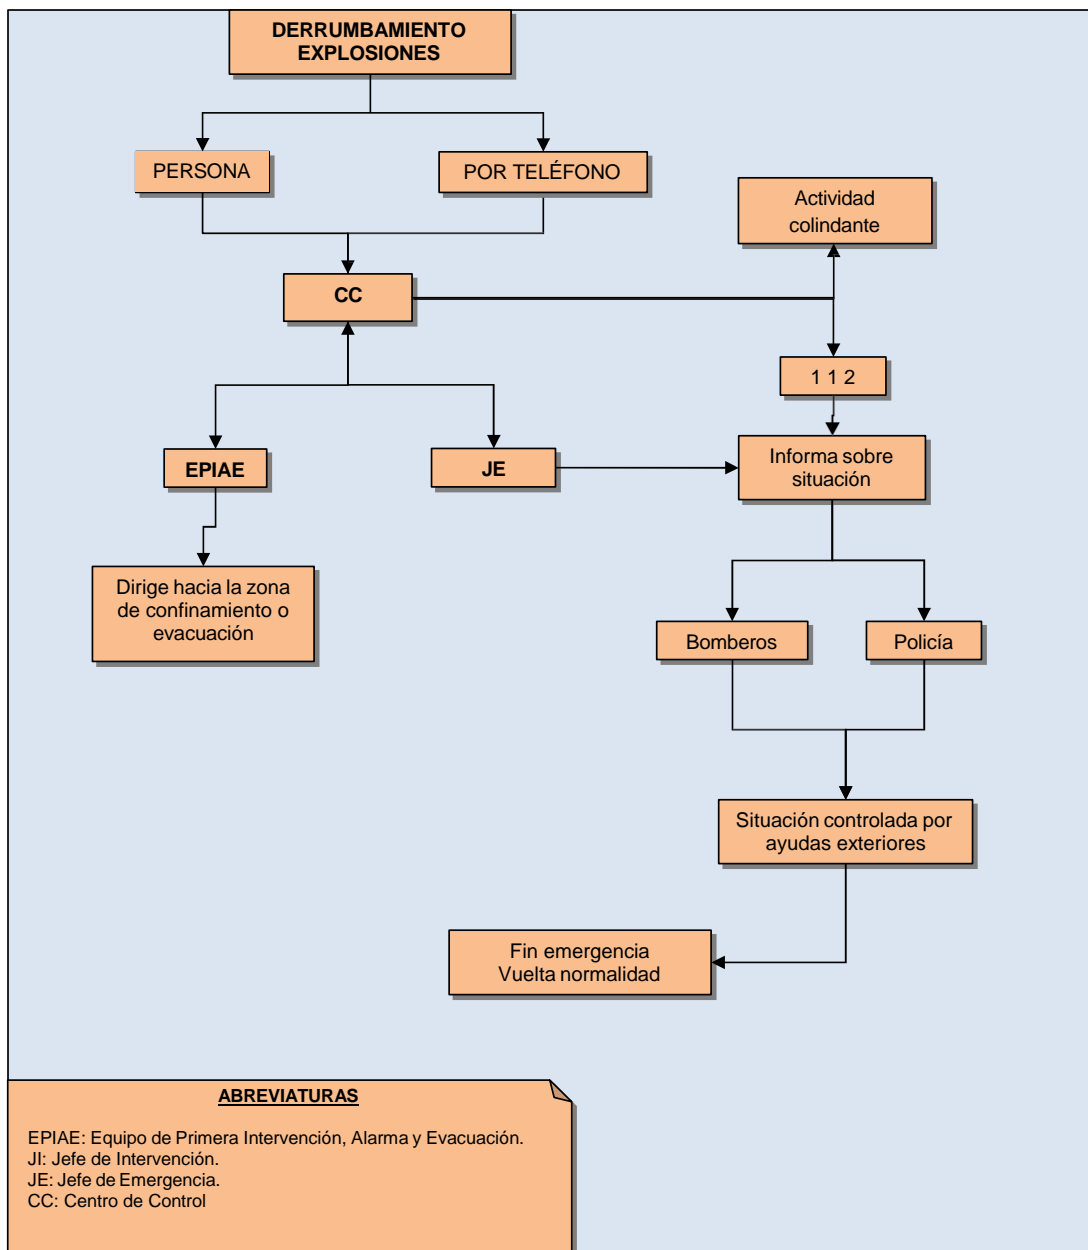 DERRUMBAMIENTO
EXPLOSIONES
PERSONA
POR TELÉFONO
Actividad
colindante
CC
1 1 2
EPIAE
JE
Informa sobre
situación
Dirige hacia la zona
de confinamiento o
evacuación
Bomberos
Policía
Situación controlada por
ayudas exteriores
Fin emergencia
Vuelta normalidad
ABREVIATURAS
EPIAE: Equipo de Primera Intervención, Alarma y Evacuación.
JI: Jefe de Intervención.
JE: Jefe de Emergencia.
CC: Centro de Control